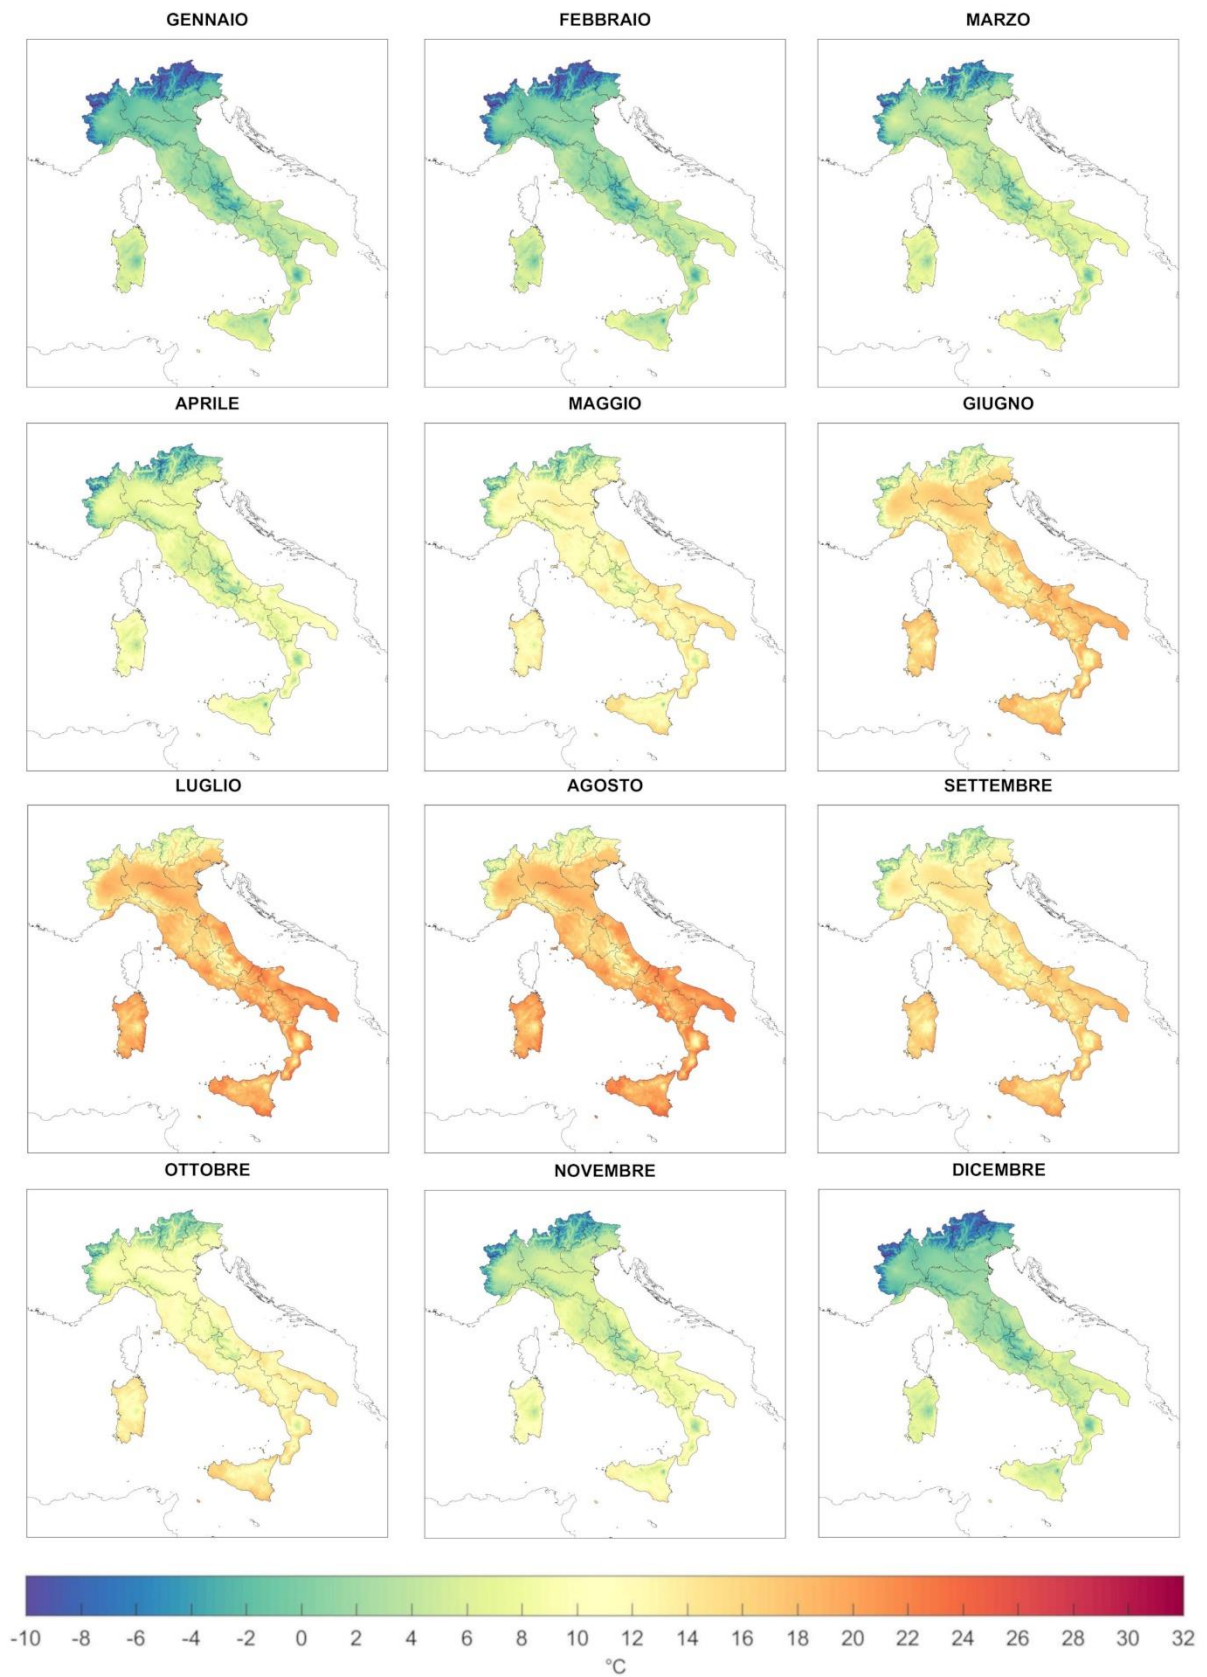 GENNAIO FEBBRAIO MARZO
APRILE MAGGIO GIUGNO
LUGLIO AGOSTO SETTEMBRE
OTTOBRE NOVEMBRE DICEMBRE
-10 -8 -6 -4 -2 0 2 4 6 8 10 12 14 16 18 20 22 24 26 28 30 32
°C